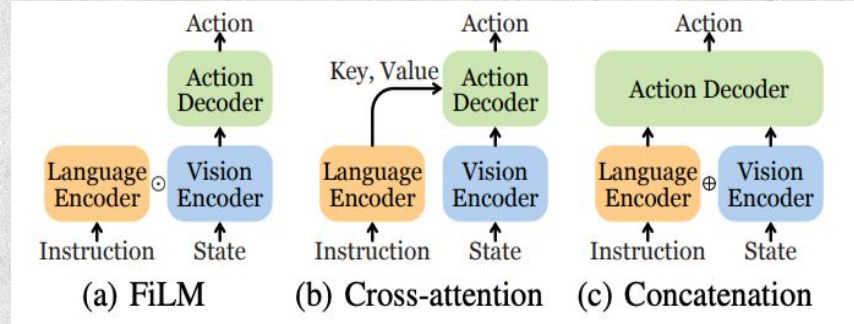 Action
Action
Decoder
Language
Encoder
⊙
Vision
Encoder
Instruction
State
(a) FiLM
Action
Key, Value
Action
Decoder
Language
Encoder
Vision
Encoder
Instruction
State
(b) Cross-attention
Action
Action Decoder
Language
Encoder
⊕
Vision
Encoder
Instruction
State
(c) Concatenation